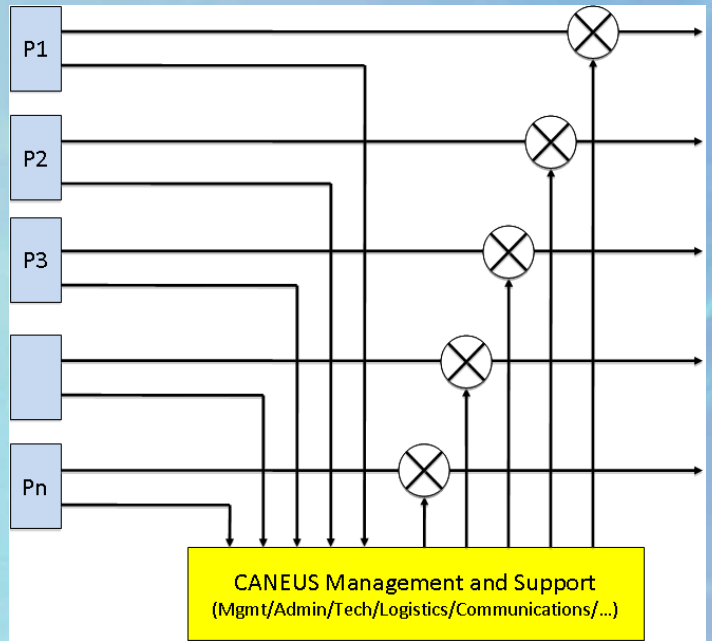 P1
P2
P3
Pn
CANEUS Management and Support
(Mgmt/Admin/Tech/Logistics/Communications/...)